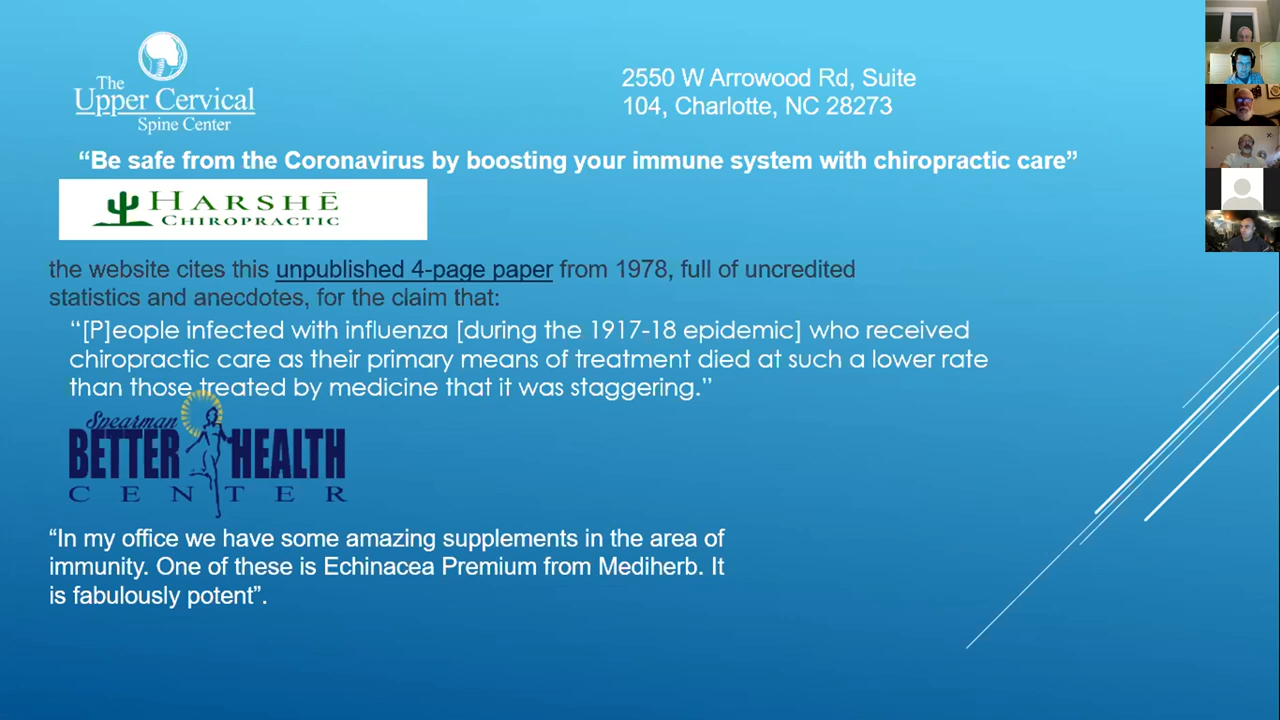 The
Upper Cervical
Spine Center
2550 W Arrowood Rd, Suite
104, Charlotte, NC 28273
“Be safe from the Coronavirus by boosting your immune system with chiropractic care”
HARSHĒ
CHIROPRACTIC
the website cites this unpublished 4-page paper from 1978, full of uncredited
statistics and anecdotes, for the claim that:
“[P]eople infected with influenza [during the 1917-18 epidemic] who received
chiropractic care as their primary means of treatment died at such a lower rate
than those treated by medicine that it was staggering.”
Spearman
BETTER HEALTH
CENTER
“In my office we have some amazing supplements in the area of
immunity. One of these is Echinacea Premium from Mediherb. It
is fabulously potent”.